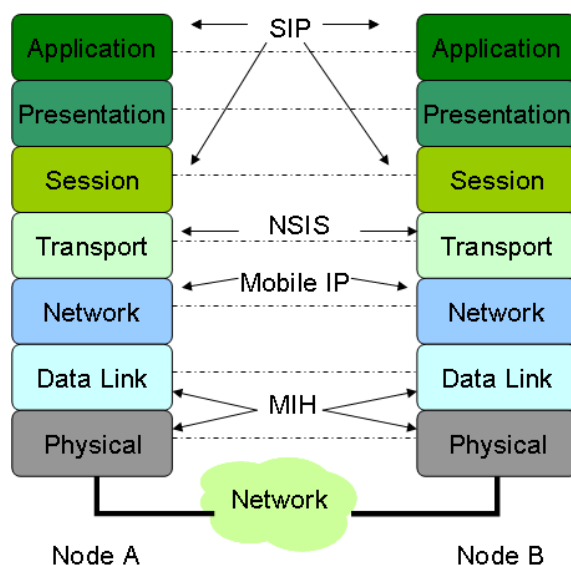 SIP
Application
Application
Presentation
Presentation
Session
Session
NSIS
Transport
Transport
Mobile IP
Network
Network
Data Link
Data Link
MIH
Physical
Physical
Network
Node A
Node B